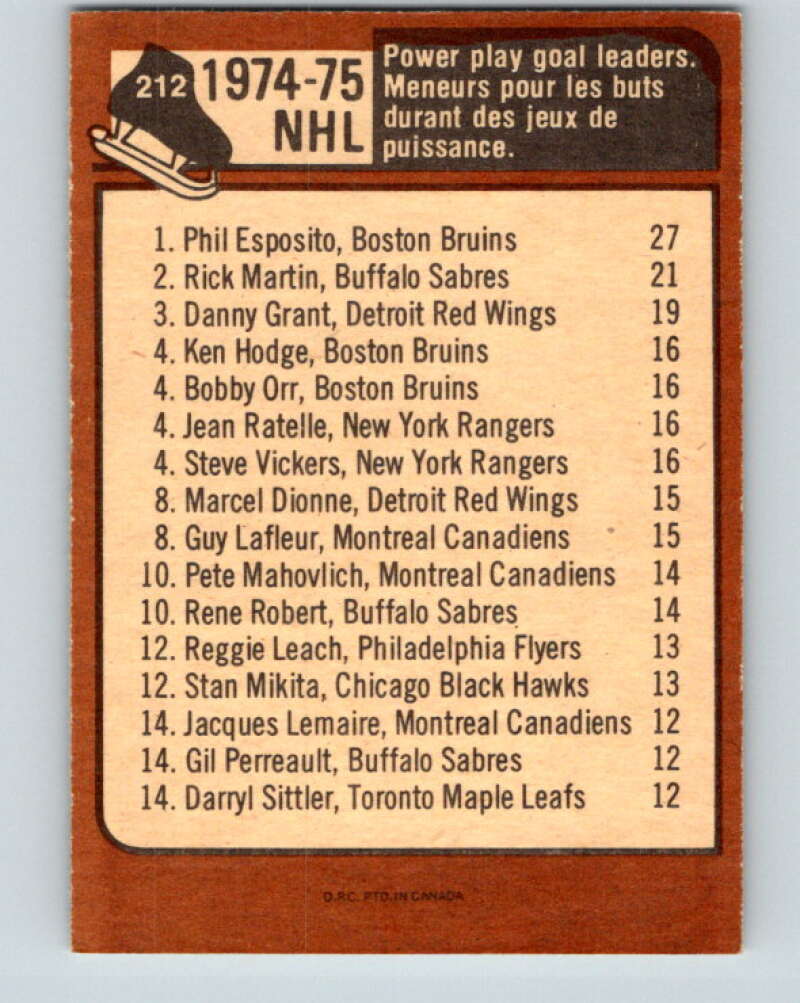 212 1974-75
NHL
Power play goal leaders.
Meneurs pour les buts
durant des jeux de
puissance.
1. Phil Esposito, Boston Bruins 27
2. Rick Martin, Buffalo Sabres 21
3. Danny Grant, Detroit Red Wings 19
4. Ken Hodge, Boston Bruins 16
4. Bobby Orr, Boston Bruins 16
4. Jean Ratelle, New York Rangers 16
4. Steve Vickers, New York Rangers 16
8. Marcel Dionne, Detroit Red Wings 15
8. Guy Lafleur, Montreal Canadiens 15
10. Pete Mahovlich, Montreal Canadiens 14
10. Rene Robert, Buffalo Sabres 14
12. Reggie Leach, Philadelphia Flyers 13
12. Stan Mikita, Chicago Black Hawks 13
14. Jacques Lemaire, Montreal Canadiens 12
14. Gil Perreault, Buffalo Sabres 12
14. Darryl Sittler, Toronto Maple Leafs 12
O.P.C. PTD. IN CANADA